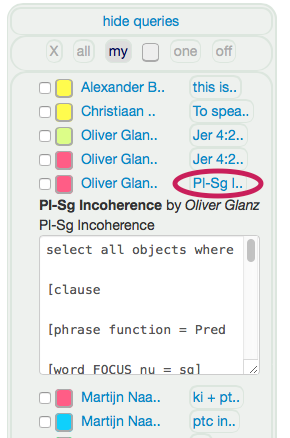 hide queries
X all my one off
Alexander B.. this is..
Christiaan .. To spea..
Oliver Glan.. Jer 4:2..
Oliver Glan.. Jer 4:2..
Oliver Glan.. Pl-Sg I..
Pl-Sg Incoherence by Oliver Glanz
Pl-Sg Incoherence
select all objects where
[clause
[phrase function = Pred
[word FOCUS nu = sg]
Martijn Naa.. ki + pt..
Martijn Naa.. ptc in..